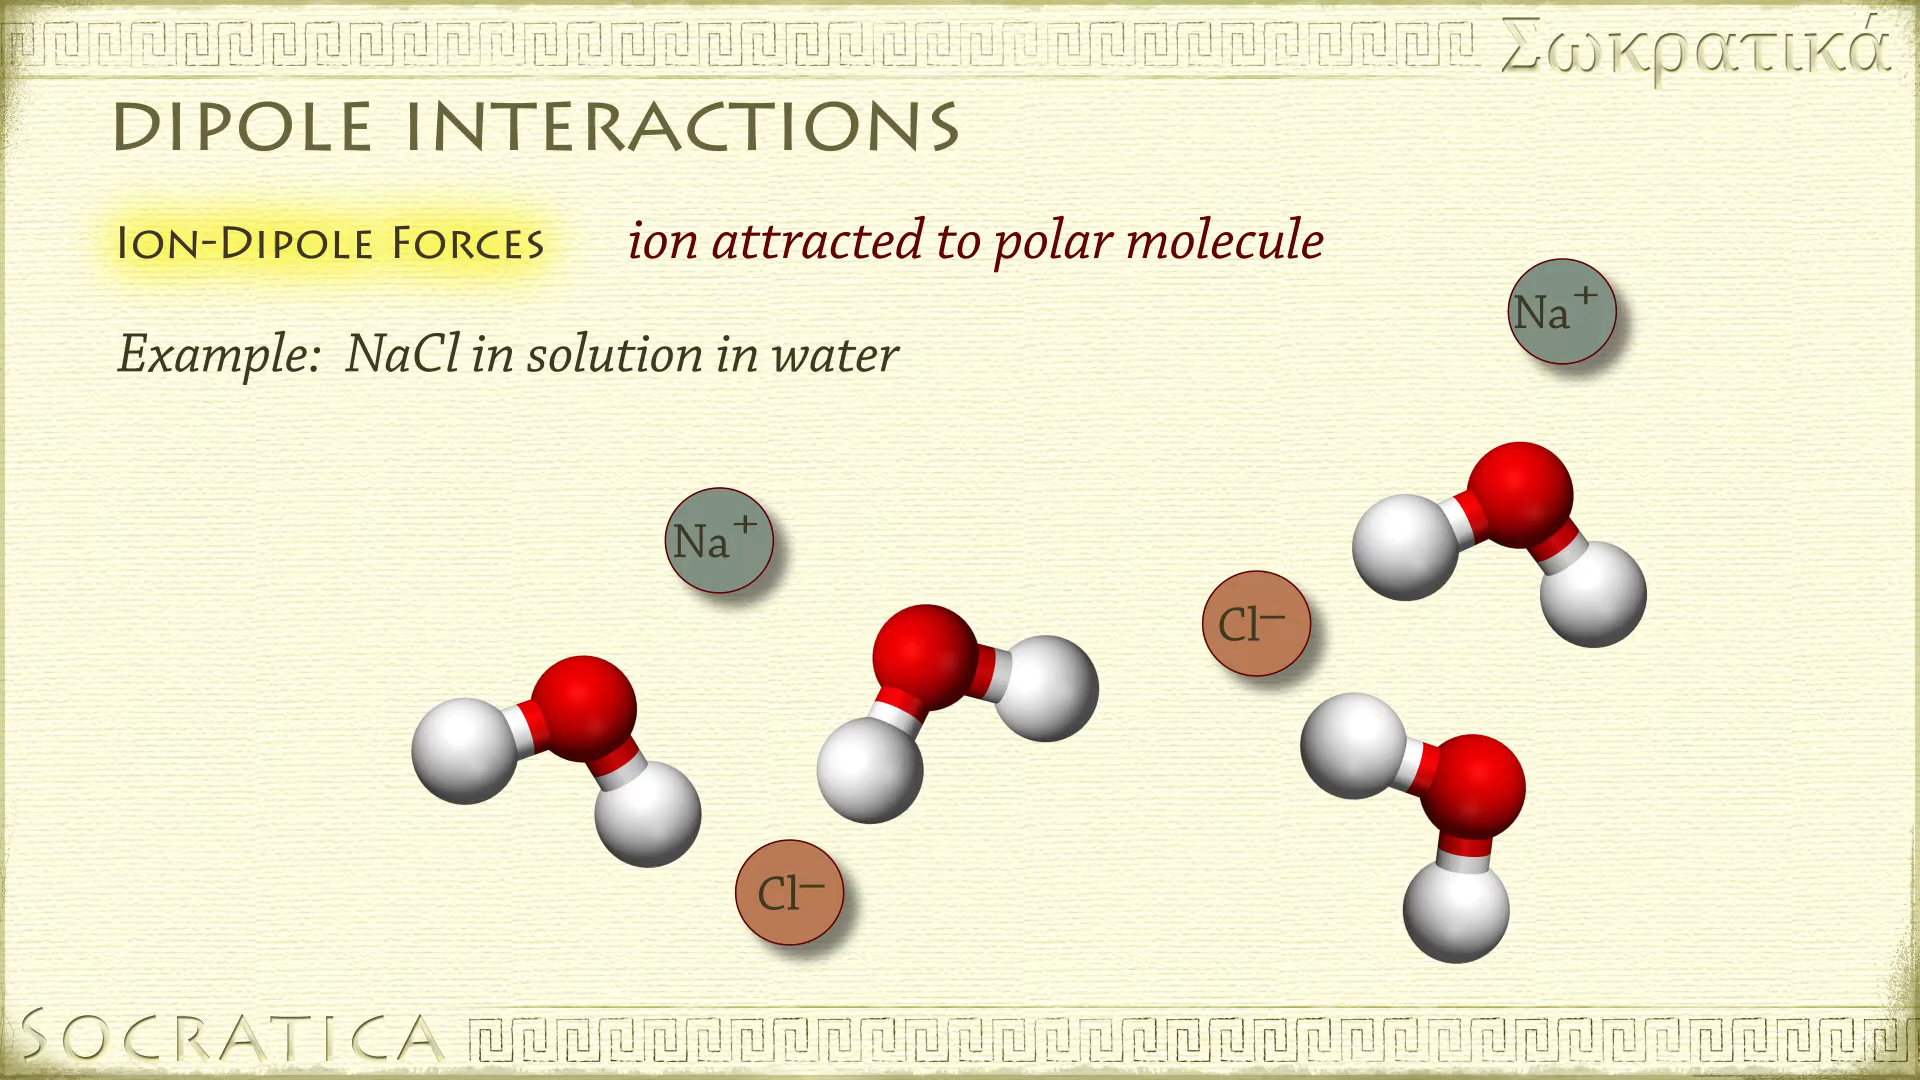 Σωκρατικά
DIPOLE INTERACTIONS
ION-DIPOLE FORCES ion attracted to polar molecule
Example: NaCl in solution in water
Na⁺
Na⁺
Cl⁻
Cl⁻
SOCRATICA